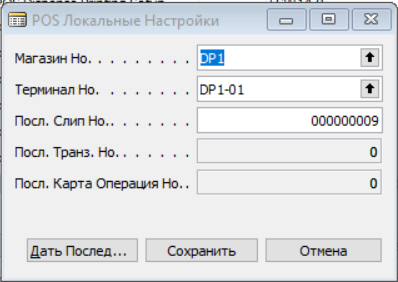 POS Локальные Настройки
Магазин Но. . . . . . . . DP1
Терминал Но. . . . . . . DP1-01
Посл. Слип Но.. . . . . . . 000000009
Посл. Транз. Но. . . . . . . 0
Посл. Карта Операция Но. . 0
Дать Послед... Сохранить Отмена